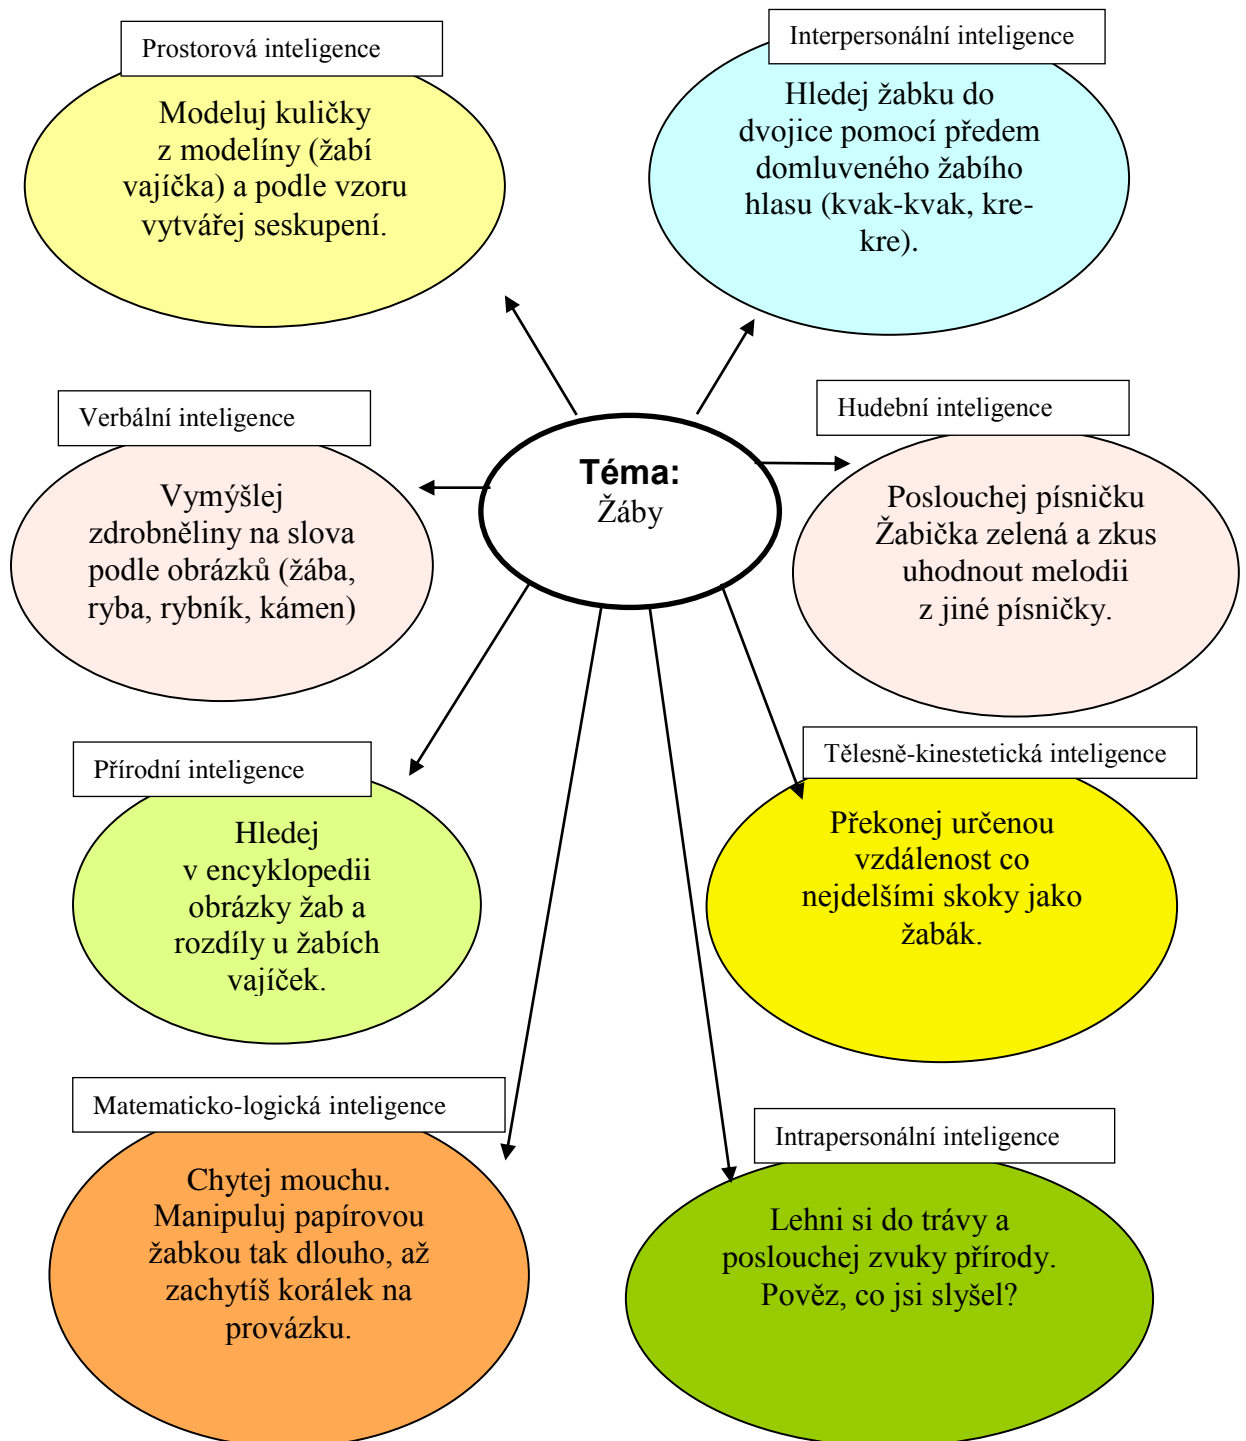 Prostorová inteligence
Modeluj kuličky
z modelíny (žabí
vajíčka) a podle vzoru
vytvářej seskupení.
Interpersonální inteligence
Hledej žabku do
dvojice pomocí předem
domluveného žabího
hlasu (kvak-kvak, kre-
kre).
Verbální inteligence
Vymýšlej
zdrobněliny na slova
podle obrázků (žába,
ryba, rybník, kámen)
Téma:
Žáby
Hudební inteligence
Poslouchej písničku
Žabička zelená a zkus
uhodnout melodii
z jiné písničky.
Přírodní inteligence
Hledej
v encyklopedii
obrázky žab a
rozdíly u žabích
vajíček.
Tělesně-kinestetická inteligence
Překonej určenou
vzdálenost co
nejdelšími skoky jako
žabák.
Matematicko-logická inteligence
Chytej mouchu.
Manipuluj papírovou
žabkou tak dlouho, až
zachytíš korálek na
provázku.
Intrapersonální inteligence
Lehni si do trávy a
poslouchej zvuky přírody.
Pověz, co jsi slyšel?